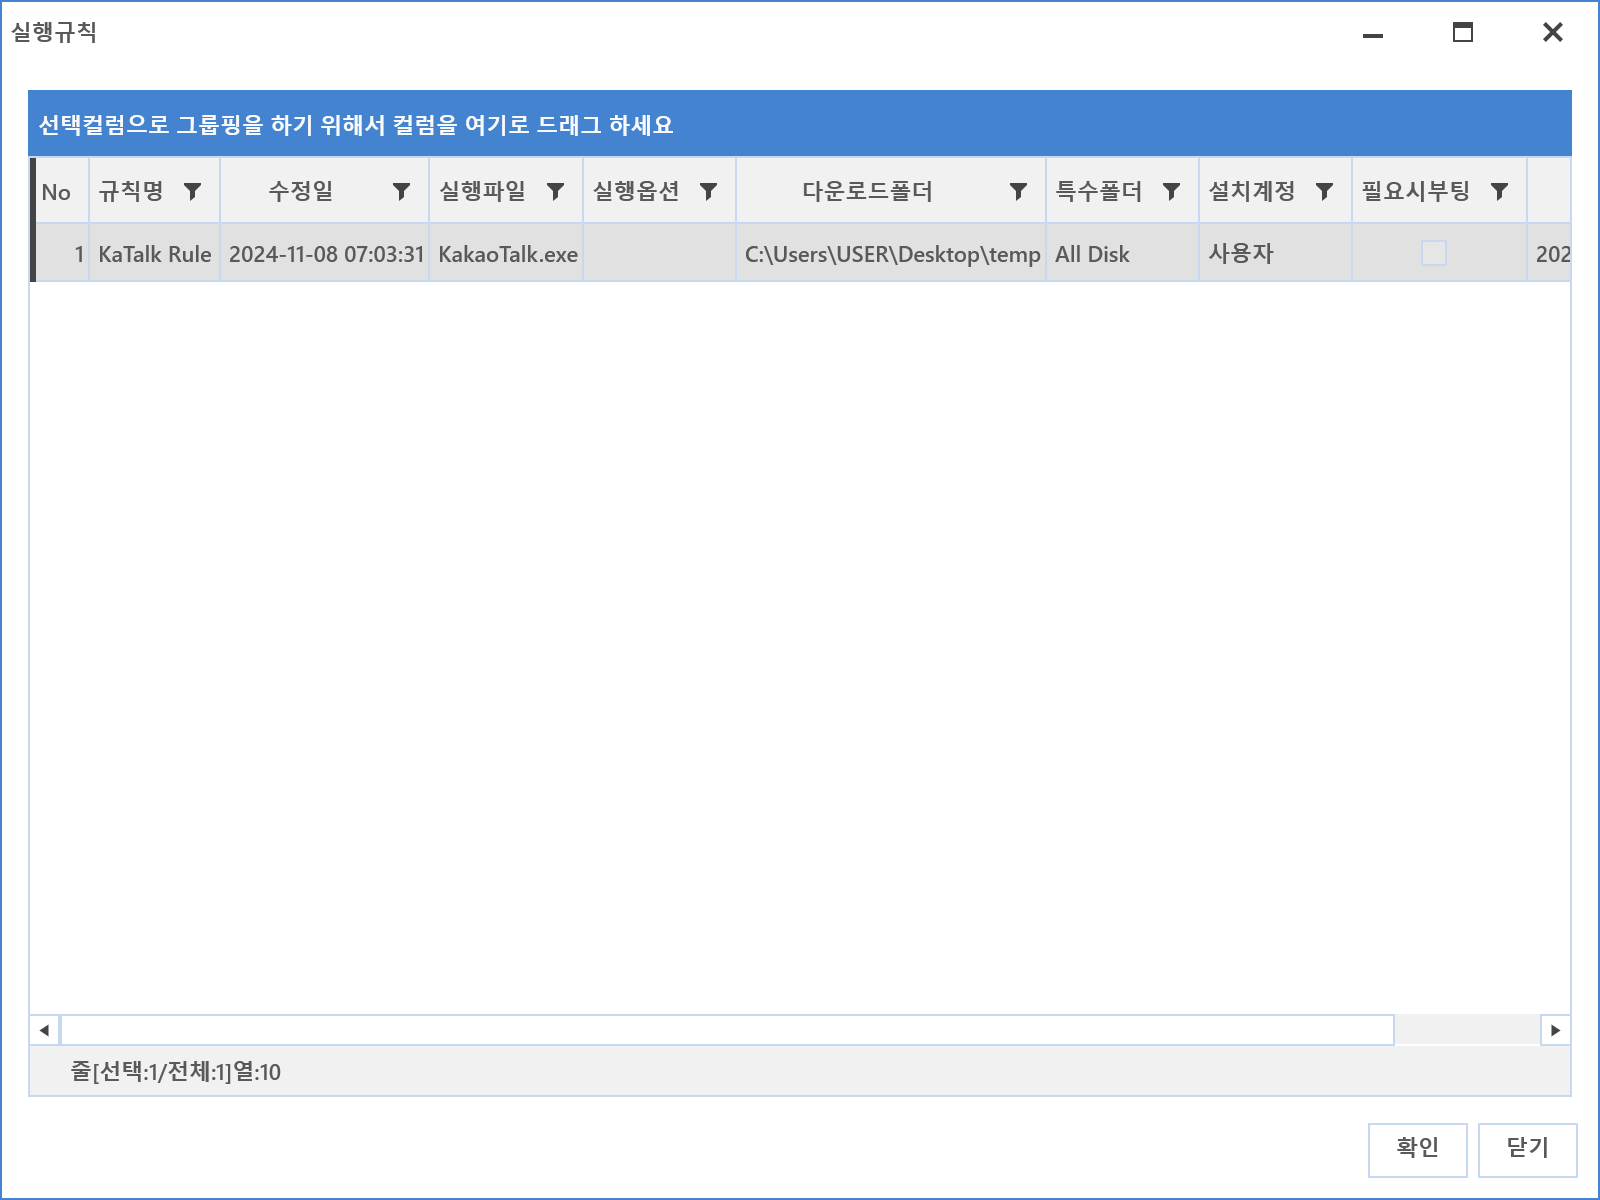 실행규칙
선택컬럼으로 그룹핑을 하기 위해서 컬럼을 여기로 드래그 하세요
No 규칙명 수정일 실행파일 실행옵션 다운로드폴더 특수폴더 설치계정 필요시부팅
1 KaTalk Rule 2024-11-08 07:03:31 KakaoTalk.exe C:\Users\USER\Desktop\temp All Disk 사용자 202
줄[선택:1/전체:1]열:10
확인 닫기